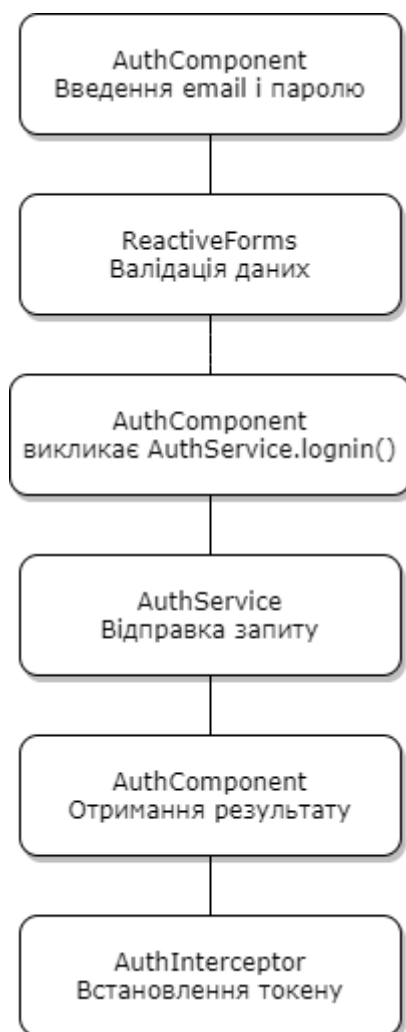 AuthComponent
Введення email і паролю
ReactiveForms
Валідація даних
AuthComponent
викликає AuthService.lognin()
AuthService
Відправка запиту
AuthComponent
Отримання результату
AuthInterceptor
Встановлення токену